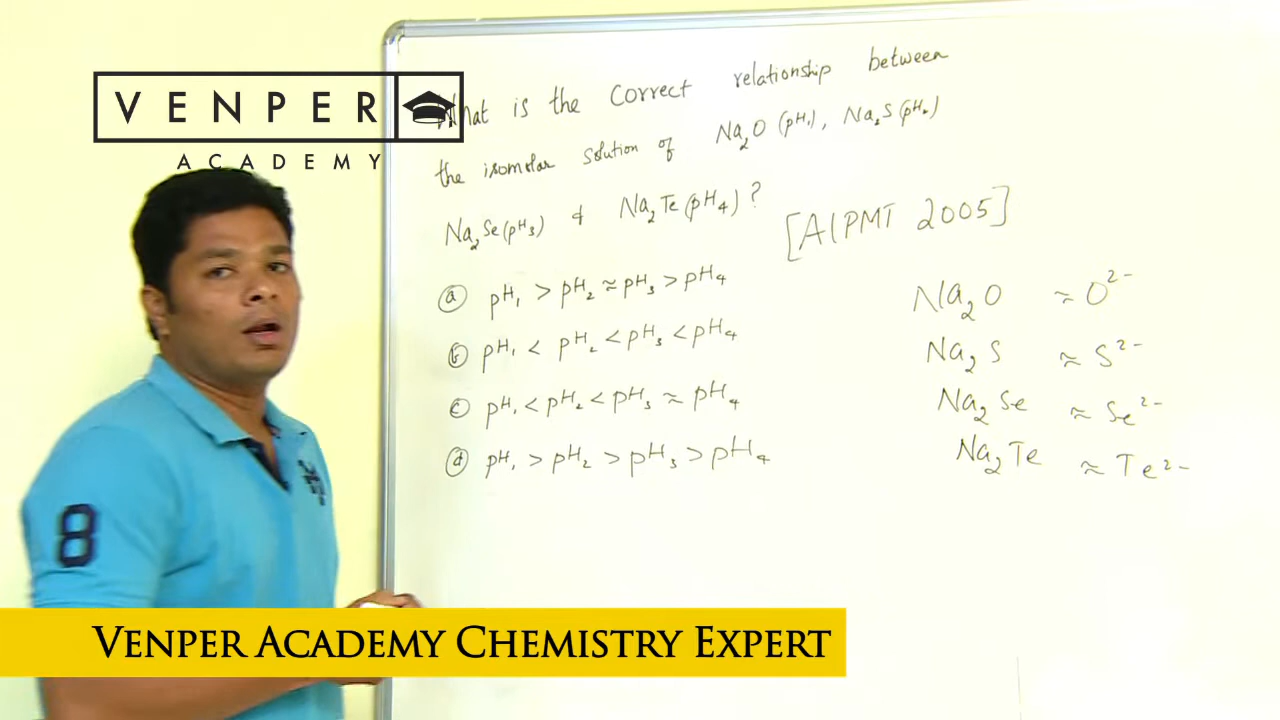 VENPER
ACADEMY
What is the correct relationship between
the isomolar solution of Na₂O (pH₁), Na₂S (pH₂)
Na₂Se (pH₃) & Na₂Te (pH₄) ?
[AIPMT 2005]
ⓐ pH₁ > pH₂ ≈ pH₃ > pH₄
ⓑ pH₁ < pH₂ < pH₃ < pH₄
ⓒ pH₁ < pH₂ < pH₃ ≈ pH₄
ⓓ pH₁ > pH₂ > pH₃ > pH₄
Na₂O ≈ O²⁻
Na₂S ≈ S²⁻
Na₂Se ≈ Se²⁻
Na₂Te ≈ Te²⁻
8
VENPER ACADEMY CHEMISTRY EXPERT